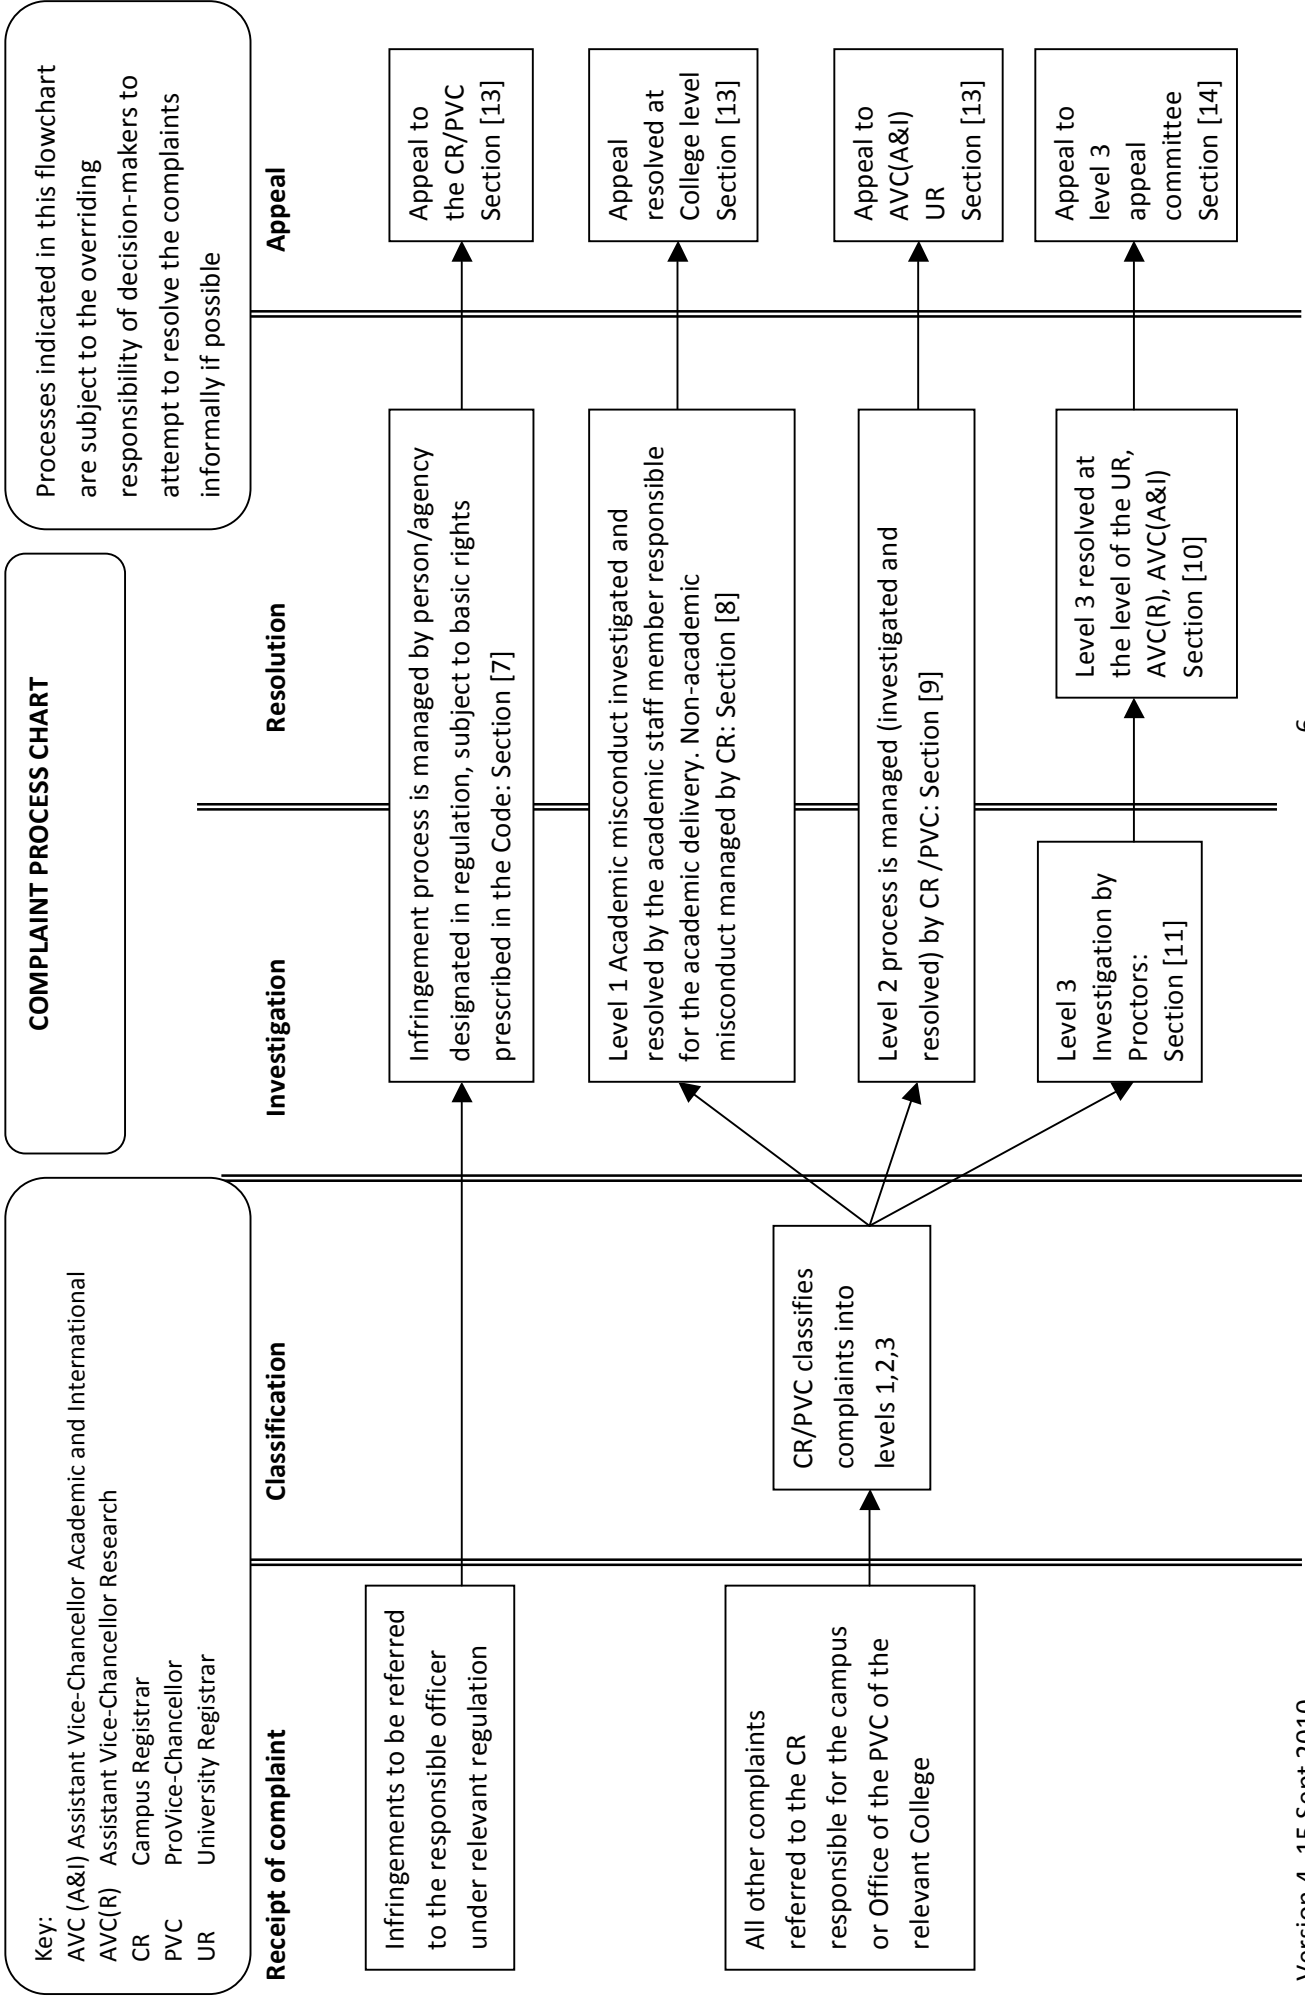 Key:
AVC (A&I) Assistant Vice-Chancellor Academic and International
AVC(R) Assistant Vice-Chancellor Research
CR Campus Registrar
PVC ProVice-Chancellor
UR University Registrar
COMPLAINT PROCESS CHART
Processes indicated in this flowchart
are subject to the overriding
responsibility of decision-makers to
attempt to resolve the complaints
informally if possible
Receipt of complaint
Classification
Investigation
Resolution
Appeal
Infringements to be referred
to the responsible officer
under relevant regulation
Infringement process is managed by person/agency
designated in regulation, subject to basic rights
prescribed in the Code: Section [7]
Appeal to
the CR/PVC
Section [13]
All other complaints
referred to the CR
responsible for the campus
or Office of the PVC of the
relevant College
CR/PVC classifies
complaints into
levels 1,2,3
Level 1 Academic misconduct investigated and
resolved by the academic staff member responsible
for the academic delivery. Non-academic
misconduct managed by CR: Section [8]
Appeal
resolved at
College level
Section [13]
Level 2 process is managed (investigated and
resolved) by CR /PVC: Section [9]
Appeal to
AVC(A&I)
UR
Section [13]
Level 3
Investigation by
Proctors:
Section [11]
Level 3 resolved at
the level of the UR,
AVC(R), AVC(A&I)
Section [10]
Appeal to
level 3
appeal
committee
Section [14]
Version 4, 15 Sept 2010
6